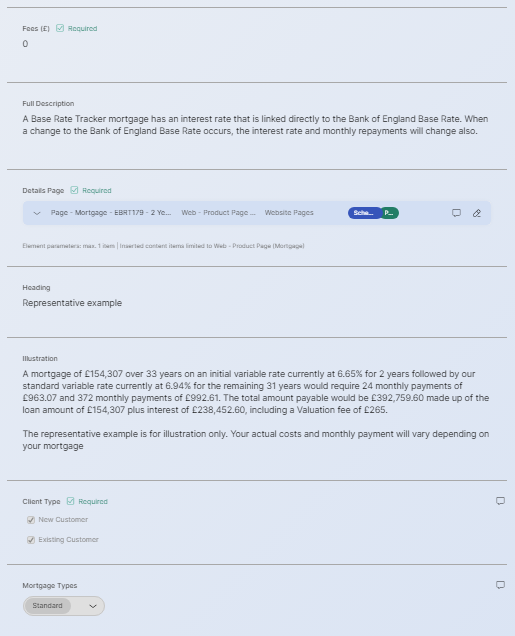 Fees (£) Required
0
Full Description
A Base Rate Tracker mortgage has an interest rate that is linked directly to the Bank of England Base Rate. When
a change to the Bank of England Base Rate occurs, the interest rate and monthly repayments will change also.
Details Page Required
Page - Mortgage - EBRT179 - 2 Ye... Web - Product Page ... Website Pages Sche... P...
Element parameters: max. 1 item | Inserted content items limited to Web - Product Page (Mortgage)
Heading
Representative example
Illustration
A mortgage of £154,307 over 33 years on an initial variable rate currently at 6.65% for 2 years followed by our
standard variable rate currently at 6.94% for the remaining 31 years would require 24 monthly payments of
£963.07 and 372 monthly payments of £992.61. The total amount payable would be £392,759.60 made up of the
loan amount of £154,307 plus interest of £238,452.60, including a Valuation fee of £265.
The representative example is for illustration only. Your actual costs and monthly payment will vary depending on
your mortgage
Client Type Required
New Customer
Existing Customer
Mortgage Types
Standard